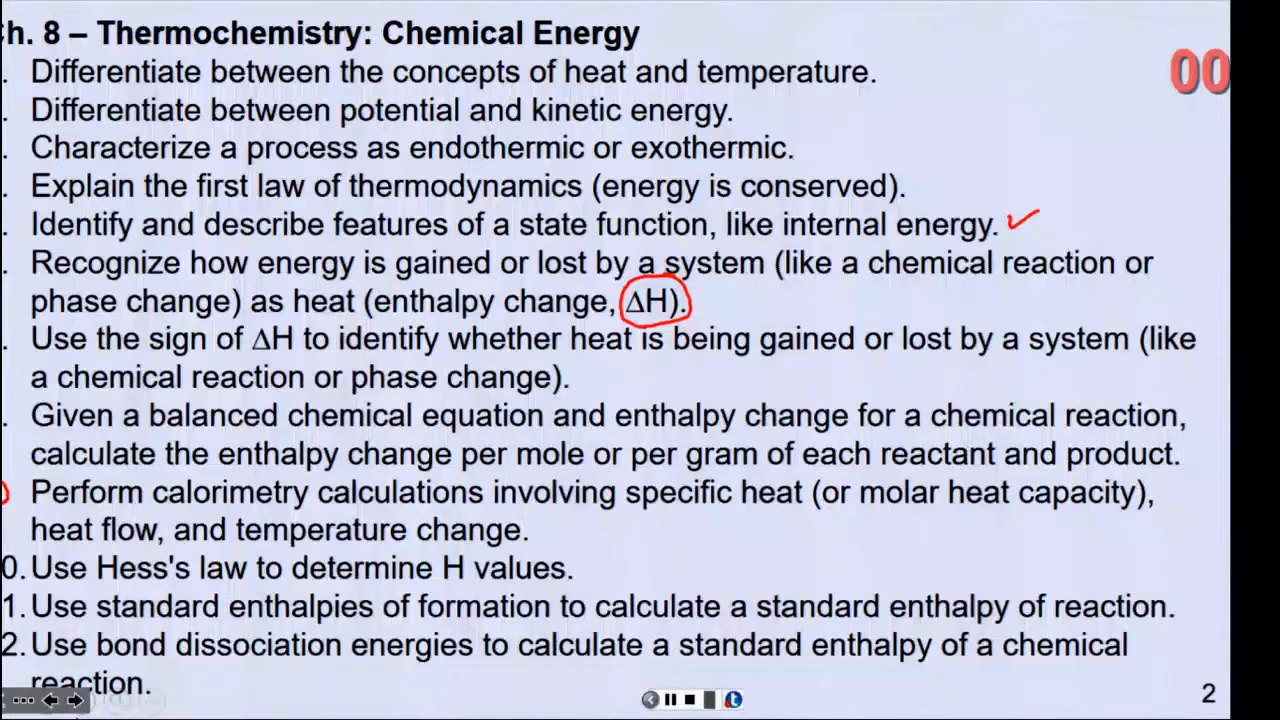 h. 8 – Thermochemistry: Chemical Energy
00
. Differentiate between the concepts of heat and temperature.
. Differentiate between potential and kinetic energy.
. Characterize a process as endothermic or exothermic.
. Explain the first law of thermodynamics (energy is conserved).
. Identify and describe features of a state function, like internal energy.
. Recognize how energy is gained or lost by a system (like a chemical reaction or
phase change) as heat (enthalpy change, ΔH).
. Use the sign of ΔH to identify whether heat is being gained or lost by a system (like
a chemical reaction or phase change).
. Given a balanced chemical equation and enthalpy change for a chemical reaction,
calculate the enthalpy change per mole or per gram of each reactant and product.
Perform calorimetry calculations involving specific heat (or molar heat capacity),
heat flow, and temperature change.
0. Use Hess's law to determine H values.
1. Use standard enthalpies of formation to calculate a standard enthalpy of reaction.
2. Use bond dissociation energies to calculate a standard enthalpy of a chemical
reaction.
2